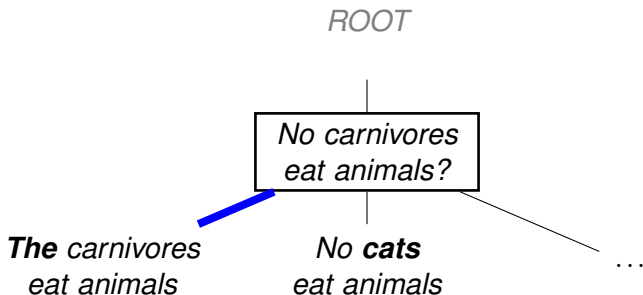 ROOT
No carnivores
eat animals?
The carnivores
eat animals
No cats
eat animals
...